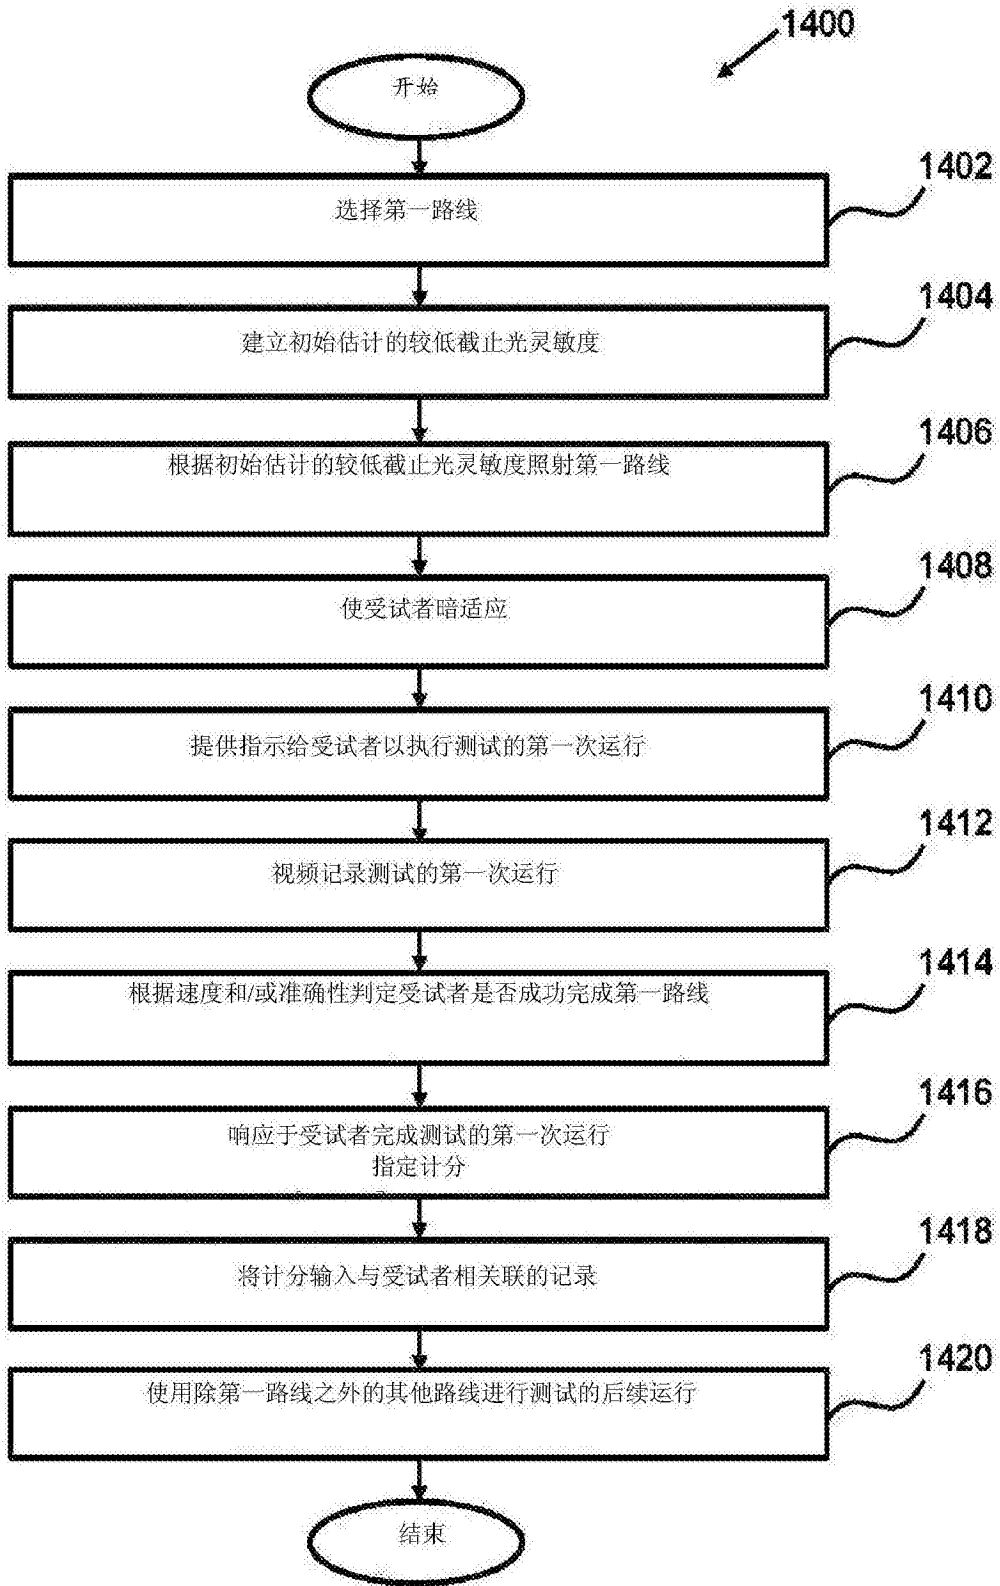 1400
开始
选择第一路线
1402
建立初始估计的较低截止光灵敏度
1404
根据初始估计的较低截止光灵敏度照射第一路线
1406
使受试者暗适应
1408
提供指示给受试者以执行测试的第一次运行
1410
视频记录测试的第一次运行
1412
根据速度和/或准确性判定受试者是否成功完成第一路线
1414
响应于受试者完成测试的第一次运行
指定计分
1416
将计分输入与受试者相关联的记录
1418
使用除第一路线之外的其他路线进行测试的后续运行
1420
结束